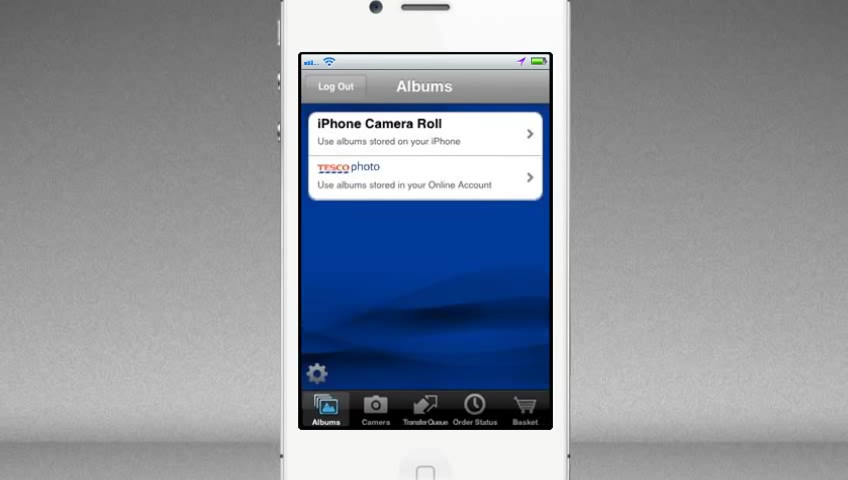 Log Out
Albums
iPhone Camera Roll
Use albums stored on your iPhone
TESCO photo
Use albums stored in your Online Account
Albums
Camera
Transfer Queue
Order Status
Basket